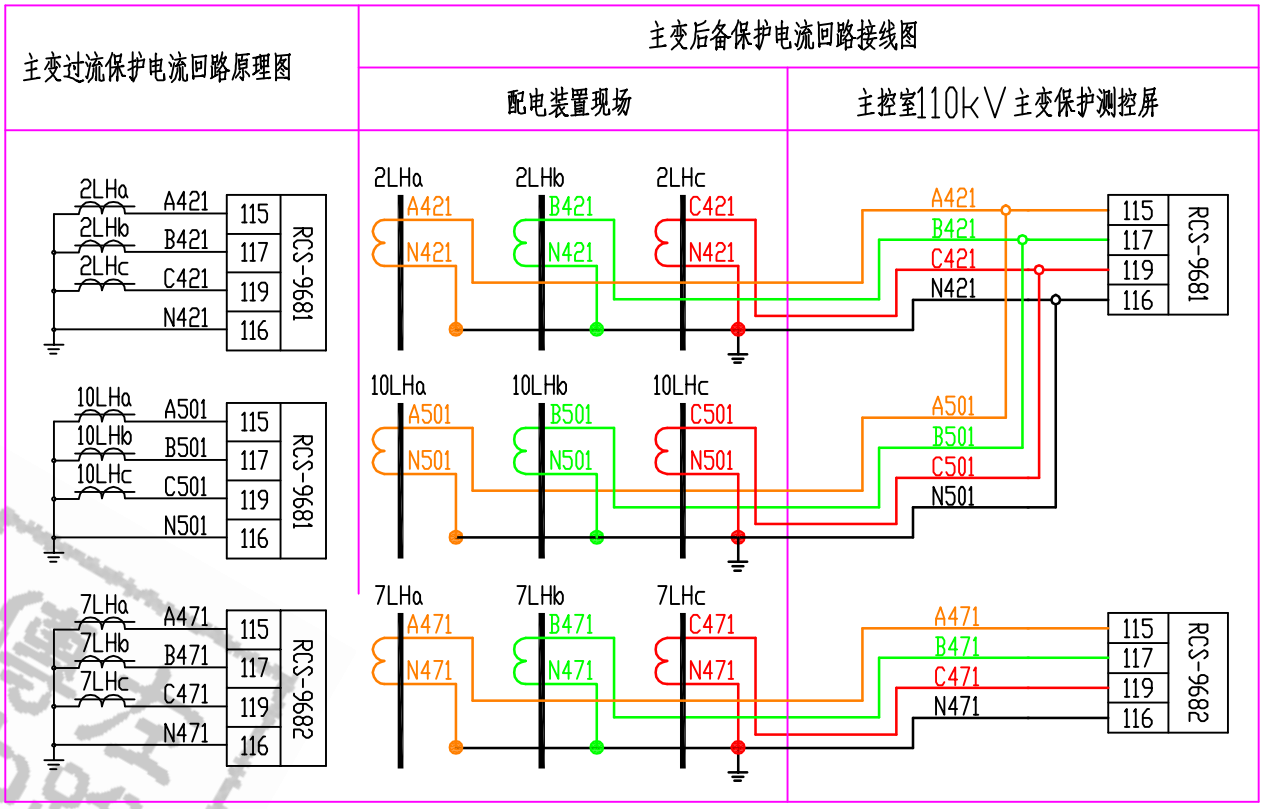 主变过流保护电流回路原理图
主变后备保护电流回路接线图
配电装置现场
主控室110kV主变保护测控屏
2LHa A421 115
2LHb B421 117
2LHc C421 119
N421 116
RCS-9681
2LHa 2LHb 2LHc
A421 B421 C421
N421 N421 N421
A421 115
B421 117
C421 119
N421 116
RCS-9681
10LHa A501 115
10LHb B501 117
10LHc C501 119
N501 116
RCS-9681
10LHa 10LHb 10LHc
A501 B501 C501
N501 N501 N501
A501
B501
C501
N501
7LHa A471 115
7LHb B471 117
7LHc C471 119
N471 116
RCS-9682
7LHa 7LHb 7LHc
A471 B471 C471
N471 N471 N471
A471 115
B471 117
C471 119
N471 116
RCS-9682